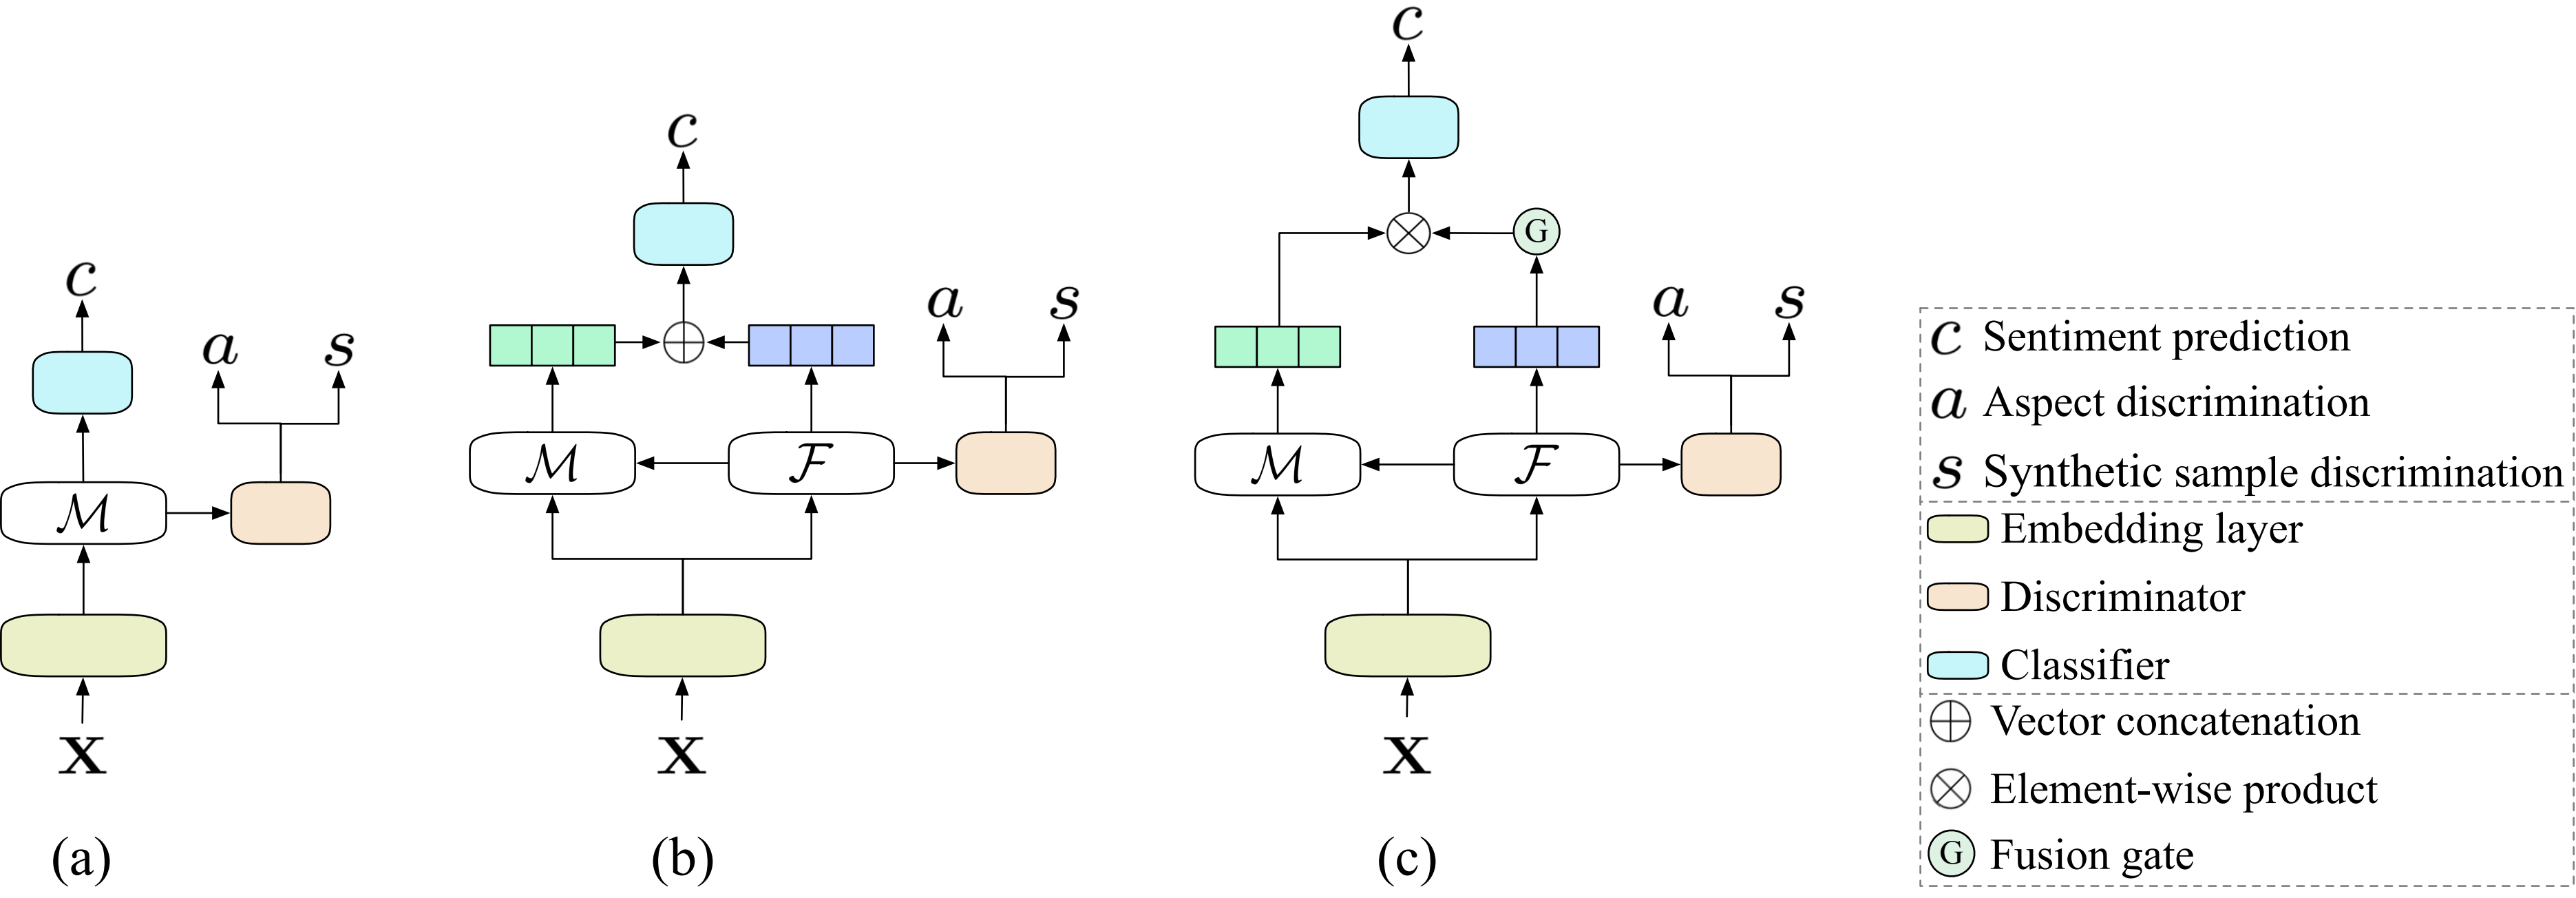 c
a s
ℳ
x
(a)
c
a s
ℳ ℱ
x
(b)
c
G
a s
ℳ ℱ
x
(c)
c Sentiment prediction
a Aspect discrimination
s Synthetic sample discrimination
Embedding layer
Discriminator
Classifier
Vector concatenation
Element-wise product
G Fusion gate